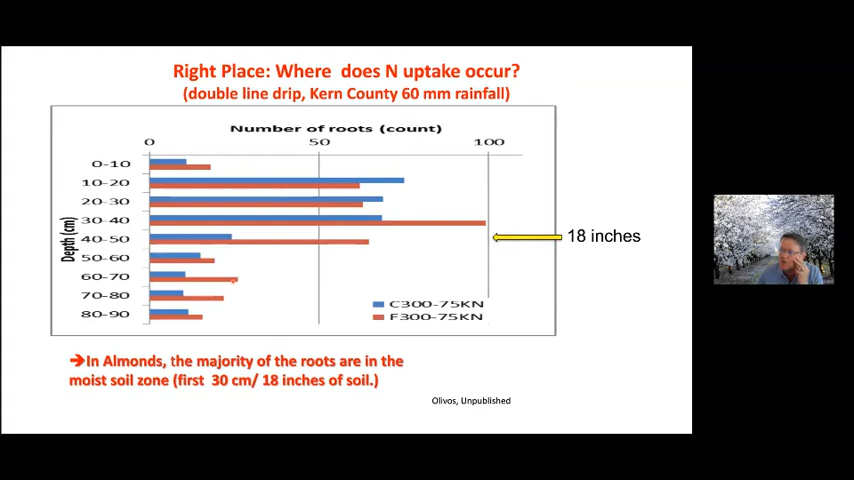 Right Place: Where does N uptake occur?
(double line drip, Kern County 60 mm rainfall)
Number of roots (count)
0 50 100
0-10
10-20
20-30
30-40
40-50
50-60
60-70
70-80
80-90
Depth (cm)
18 inches
C300-75KN
F300-75KN
➔In Almonds, the majority of the roots are in the
moist soil zone (first 30 cm/ 18 inches of soil.)
Olivos, Unpublished